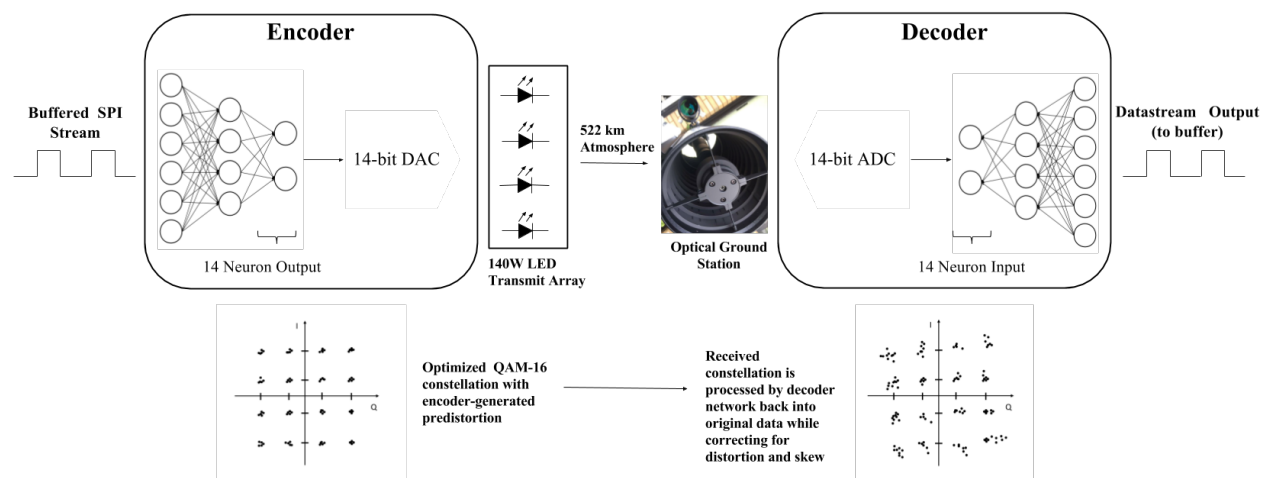 Encoder
Buffered SPI
Stream
14-bit DAC
14 Neuron Output
140W LED
Transmit Array
522 km
Atmosphere
Optical Ground
Station
Decoder
14-bit ADC
14 Neuron Input
Datastream Output
(to buffer)
I
Q
Optimized QAM-16
constellation with
encoder-generated
predistortion
Received
constellation is
processed by decoder
network back into
original data while
correcting for
distortion and skew
I
Q